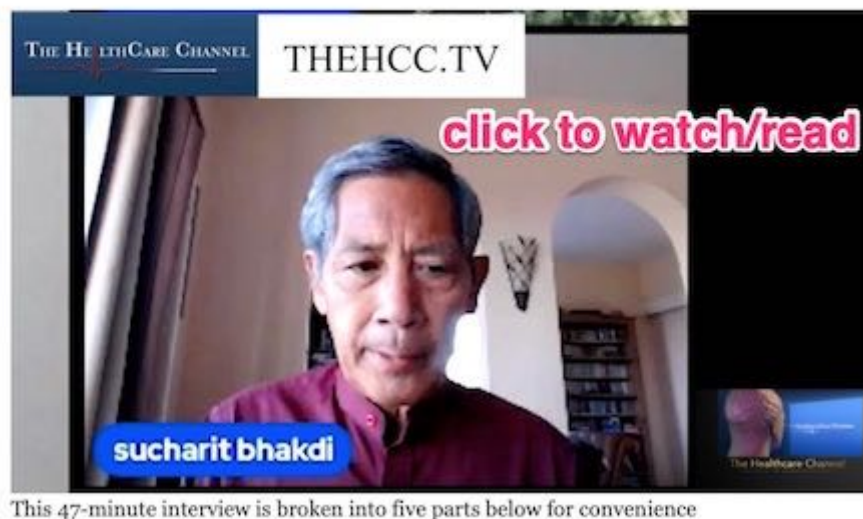 THE HEALTHCARE CHANNEL
THEHCC.TV
click to watch/read
sucharit bhakdi
The Healthcare Channel
This 47-minute interview is broken into five parts below for convenience